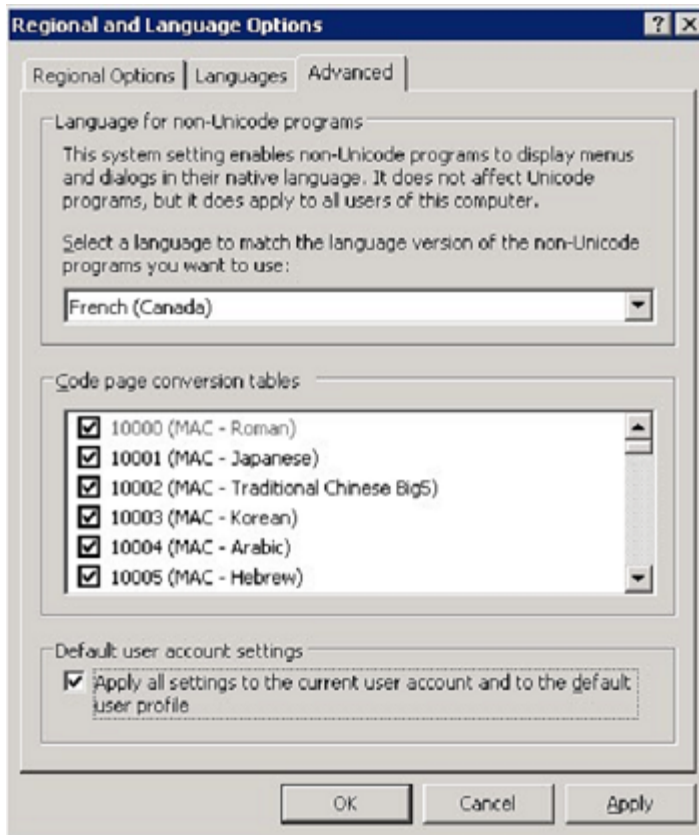 Regional and Language Options
Regional Options
Languages
Advanced
Language for non-Unicode programs
This system setting enables non-Unicode programs to display menus
and dialogs in their native language. It does not affect Unicode
programs, but it does apply to all users of this computer.
Select a language to match the language version of the non-Unicode
programs you want to use:
French (Canada)
Code page conversion tables
10000 (MAC - Roman)
10001 (MAC - Japanese)
10002 (MAC - Traditional Chinese Big5)
10003 (MAC - Korean)
10004 (MAC - Arabic)
10005 (MAC - Hebrew)
Default user account settings
Apply all settings to the current user account and to the default
user profile
OK
Cancel
Apply